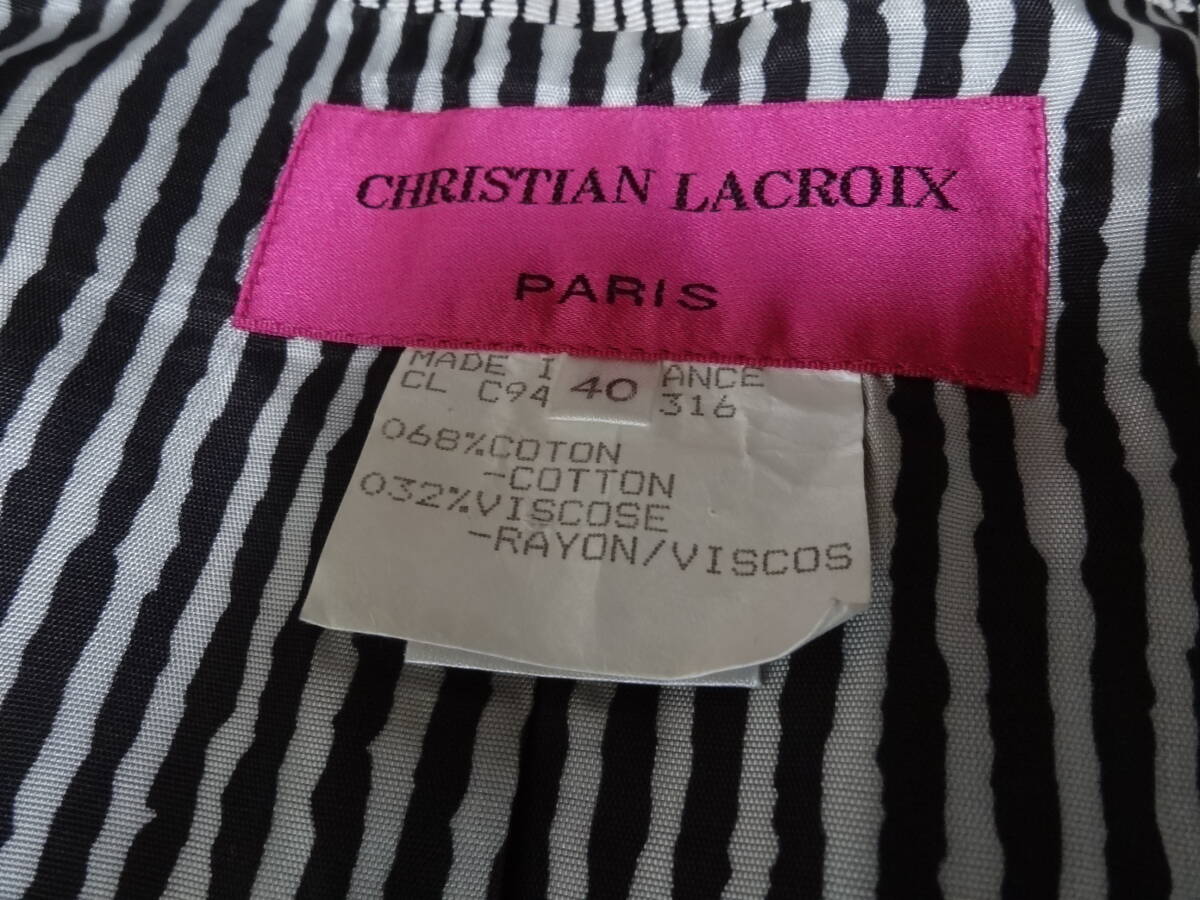 CHRISTIAN LACROIX
PARIS
MADE I ANCE
CL C94 40 316
068%COTON
-COTTON
032%VISCOSE
-RAYON/VISCOS